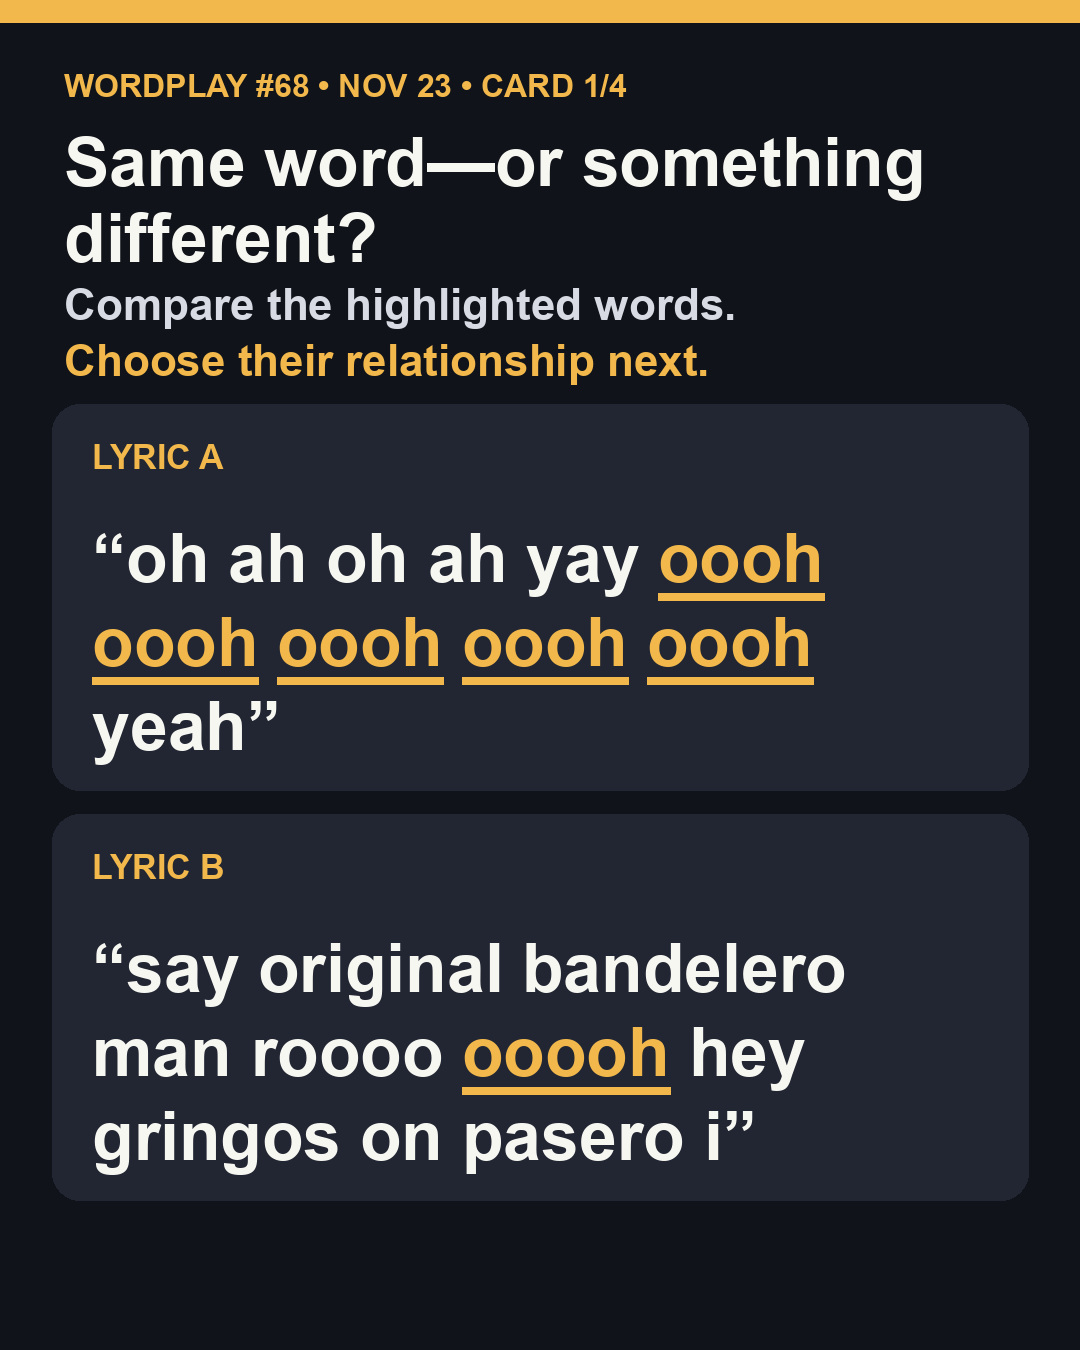 WORDPLAY #68 • NOV 23 • CARD 1/4
Same word—or something
different?
Compare the highlighted words.
Choose their relationship next.
LYRIC A
“oh ah oh ah yay oooh
oooh oooh oooh oooh
yeah”
LYRIC B
“say original bandelero
man roooo ooooh hey
gringos on pasero i”